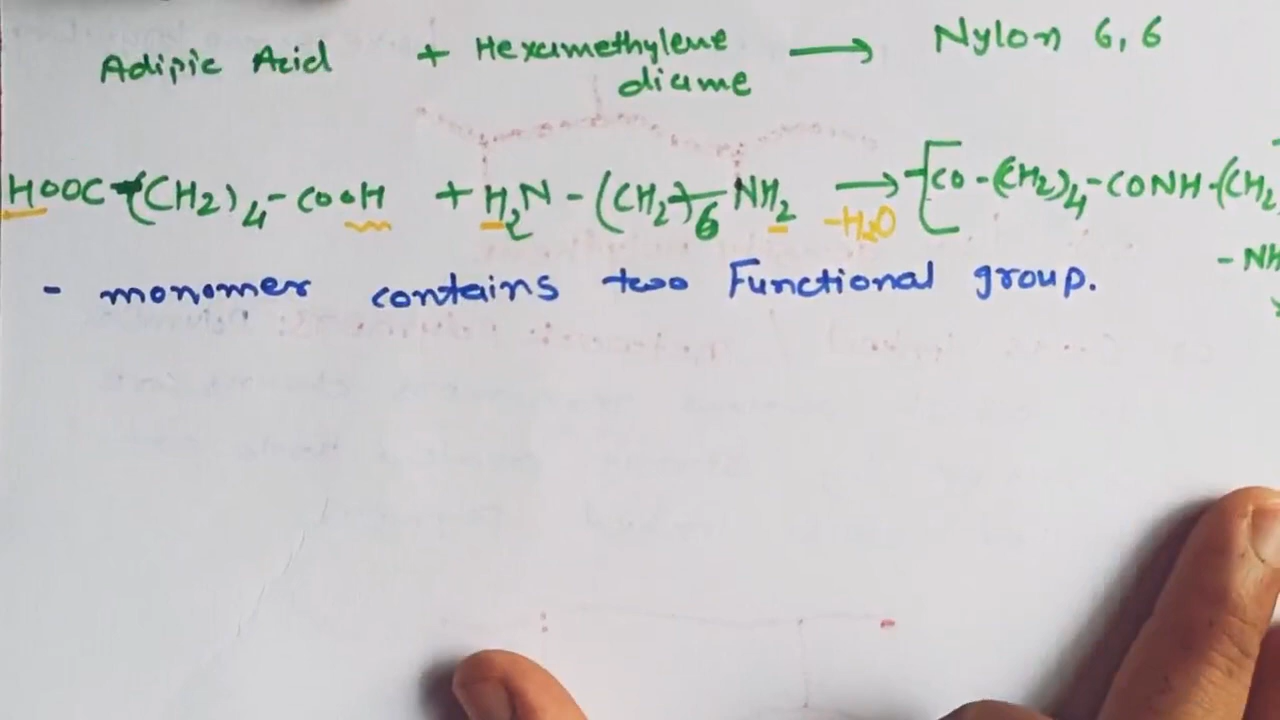 Adipic Acid + Hexamethylene ⟶ Nylon 6,6
diame
HOOC-(CH₂)₄-COOH + H₂N-(CH₂)₆-NH₂ ⟶ [CO-(CH₂)₄-CONH-(CH₂
-H₂O
-NH
- monomer contains two Functional group.